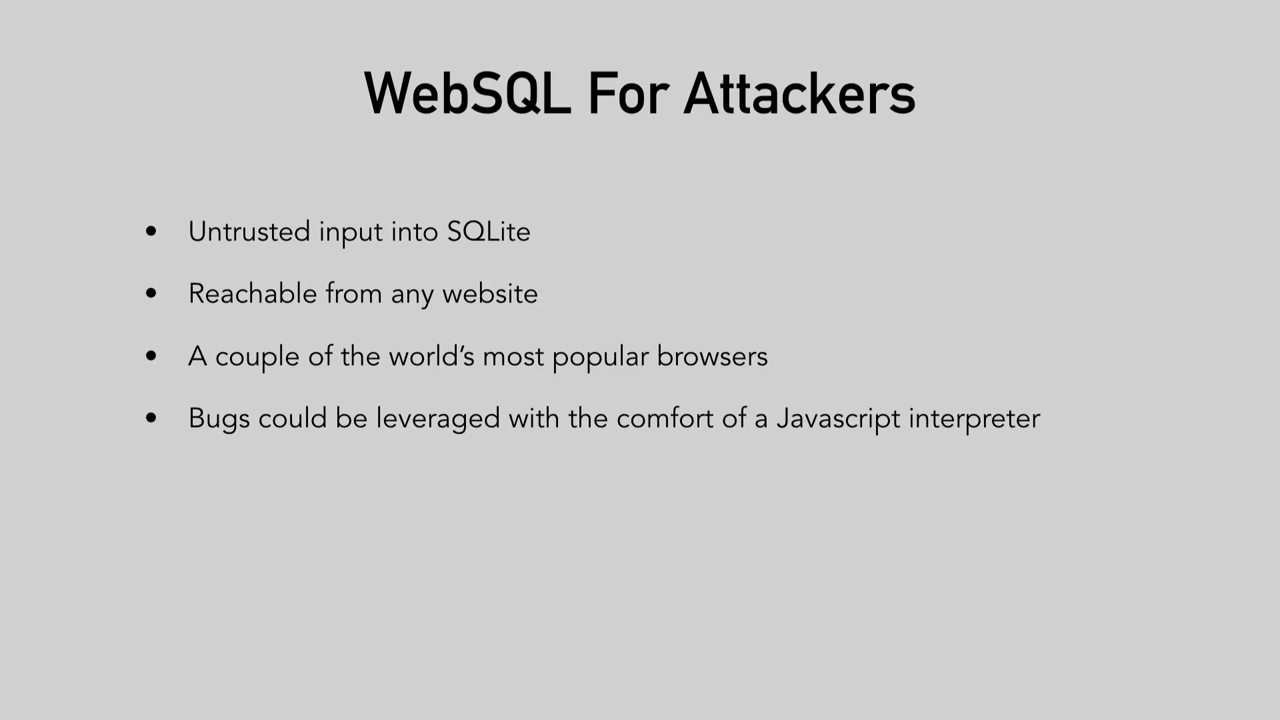 WebSQL For Attackers
• Untrusted input into SQLite
• Reachable from any website
• A couple of the world’s most popular browsers
• Bugs could be leveraged with the comfort of a Javascript interpreter